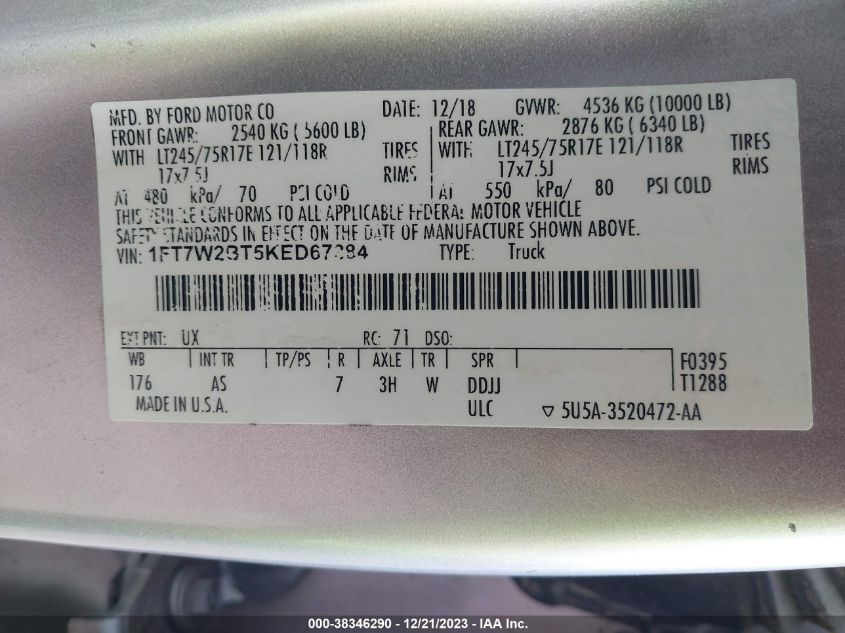 MFD. BY FORD MOTOR CO DATE: 12/18 GVWR: 4536 KG (10000 LB)
FRONT GAWR: 2540 KG ( 5600 LB) REAR GAWR: 2876 KG ( 6340 LB)
WITH LT245/75R17E 121/118R TIRES WITH LT245/75R17E 121/118R TIRES
17x7.5J RIMS 17x7.5J RIMS
AT 480 kPa/ 70 PSI COLD AT 550 kPa/ 80 PSI COLD
THIS VEHICLE CONFORMS TO ALL APPLICABLE FEDERAL MOTOR VEHICLE
SAFETY STANDARDS IN EFFECT ON THE DATE OF MANUFACTURE SHOWN ABOVE.
VIN: 1FT7W2BT5KED67384 TYPE: Truck
EXT PNT: UX RC: 71 DSO:
WB INT TR TP/PS R AXLE TR SPR F0395
176 AS 7 3H W DDJJ T1288
MADE IN U.S.A. ULC ▽ 5U5A-3520472-AA
000-38346290 - 12/21/2023 - IAA Inc.